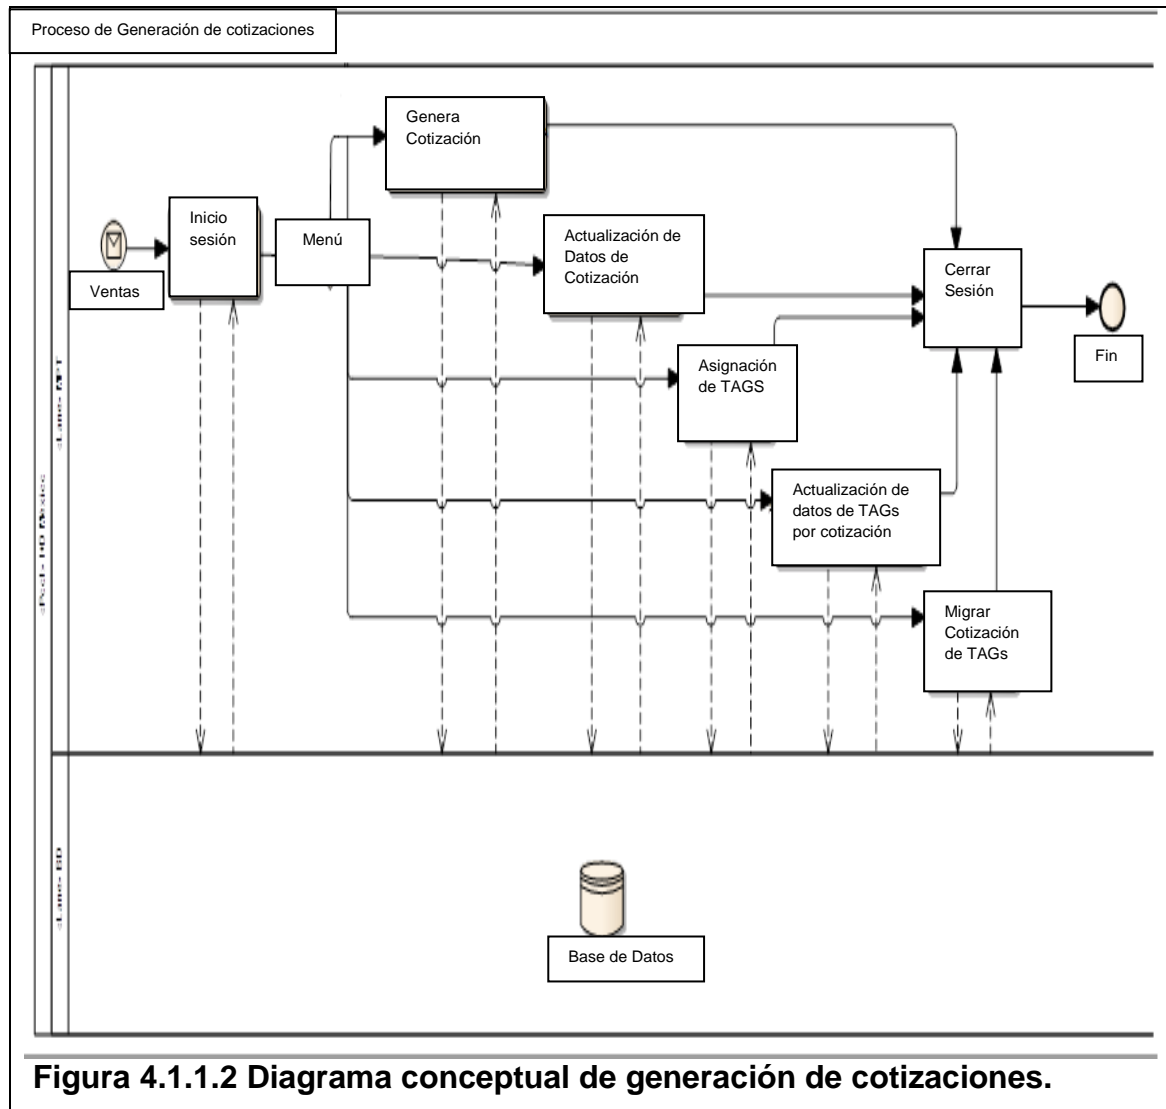 Proceso de Generación de cotizaciones
Genera
Cotización
Inicio
sesión
Menú
Actualización de
Datos de
Cotización
Cerrar
Sesión
Ventas
Fin
Asignación
de TAGS
Actualización de
datos de TAGs
por cotización
Migrar
Cotización
de TAGs
Base de Datos
Figura 4.1.1.2 Diagrama conceptual de generación de cotizaciones.